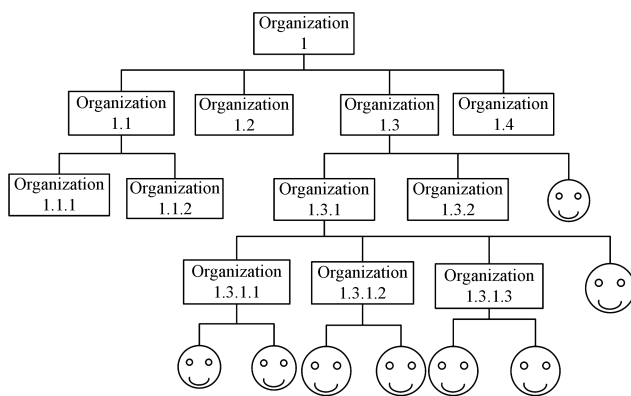 Organization
1
Organization
1.1
Organization
1.2
Organization
1.3
Organization
1.4
Organization
1.1.1
Organization
1.1.2
Organization
1.3.1
Organization
1.3.2
Organization
1.3.1.1
Organization
1.3.1.2
Organization
1.3.1.3